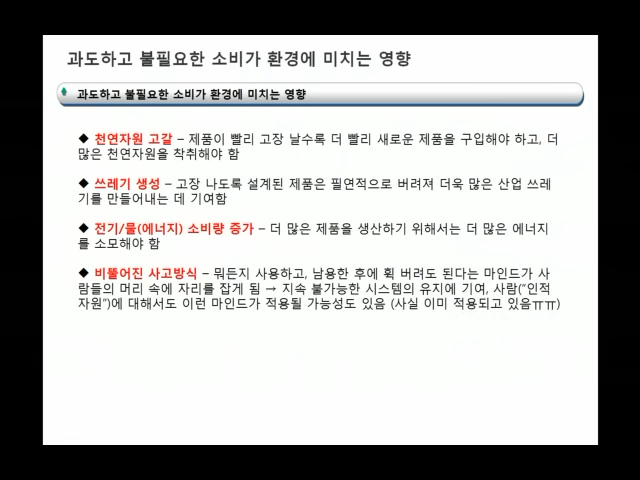 과도하고 불필요한 소비가 환경에 미치는 영향
과도하고 불필요한 소비가 환경에 미치는 영향
◆ 천연자원 고갈 – 제품이 빨리 고장 날수록 더 빨리 새로운 제품을 구입해야 하고, 더
많은 천연자원을 착취해야 함
◆ 쓰레기 생성 – 고장 나도록 설계된 제품은 필연적으로 버려져 더욱 많은 산업 쓰레
기를 만들어내는 데 기여함
◆ 전기/물(에너지) 소비량 증가 – 더 많은 제품을 생산하기 위해서는 더 많은 에너지
를 소모해야 함
◆ 비뚤어진 사고방식 – 뭐든지 사용하고, 남용한 후에 휙 버려도 된다는 마인드가 사
람들의 머리 속에 자리를 잡게 됨 → 지속 불가능한 시스템의 유지에 기여, 사람("인적
자원")에 대해서도 이런 마인드가 적용될 가능성도 있음 (사실 이미 적용되고 있음ㅠㅠ)